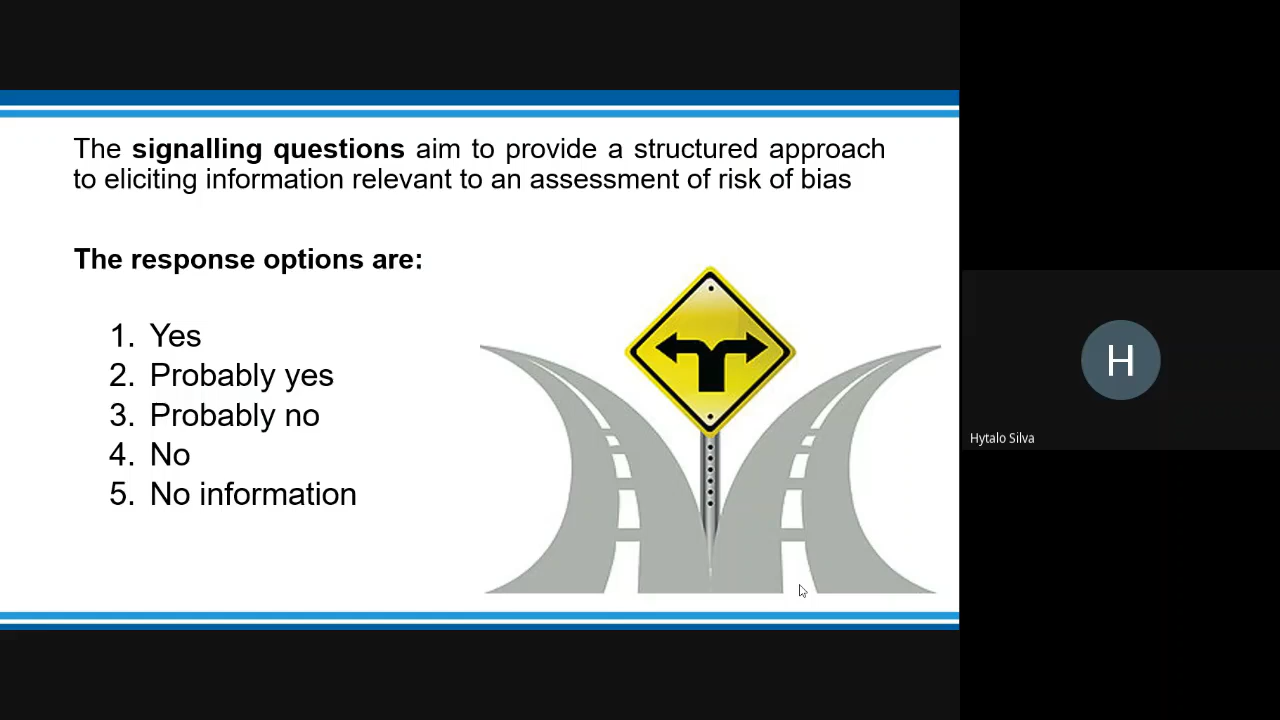 The signalling questions aim to provide a structured approach
to eliciting information relevant to an assessment of risk of bias
The response options are:
1. Yes
2. Probably yes
3. Probably no
4. No
5. No information
H
Hytalo Silva